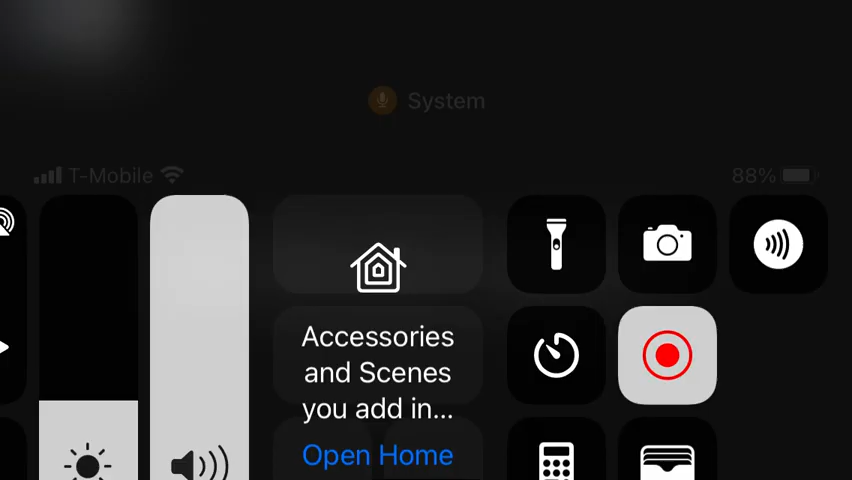 System
T-Mobile
88%
Accessories
and Scenes
you add in...
Open Home